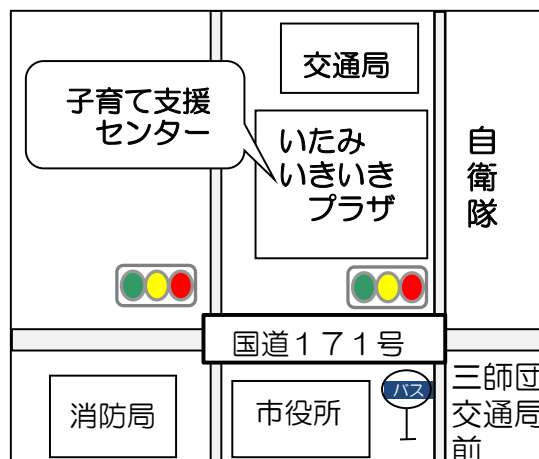 交通局
子育て支援
センター
いたみ
いきいき
プラザ
自衛隊
国道１７１号
消防局
市役所
バス
三師団
交通局
前